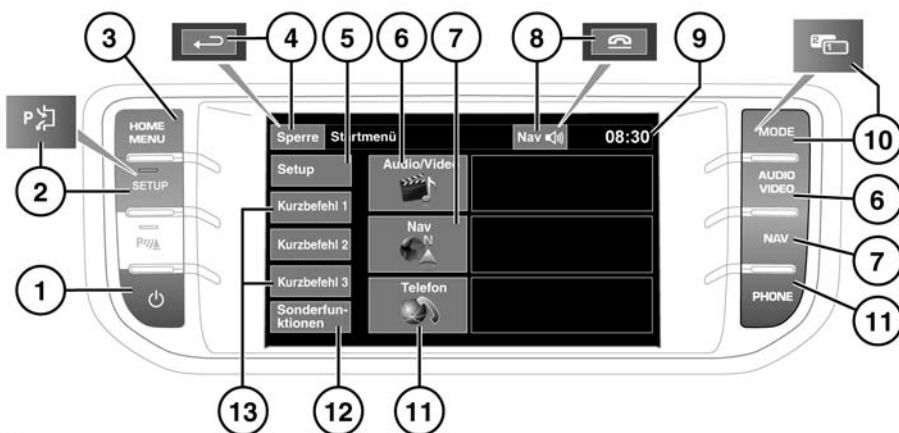 3
4
5
6
7
8
9
P
2
1
HOME
MENU
Sperre Startmenü Nav 08:30
MODE
10
2
SETUP
Setup
Audio/Video
AUDIO
VIDEO
6
Kurzbefehl 1
Nav
N
P
Kurzbefehl 2
NAV
7
1
Kurzbefehl 3
Telefon
PHONE
Sonderfun-
ktionen
11
13
12
11